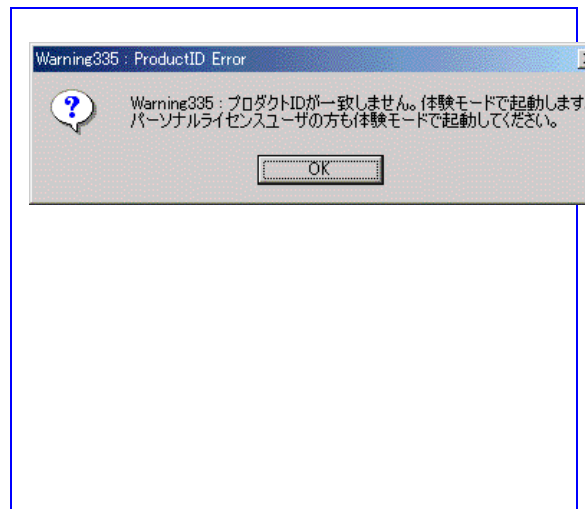 Warning335 : ProductID Error
Warning335：プロダクトIDが一致しません。体験モードで起動します
パーソナルライセンスユーザの方も体験モードで起動してください。
OK